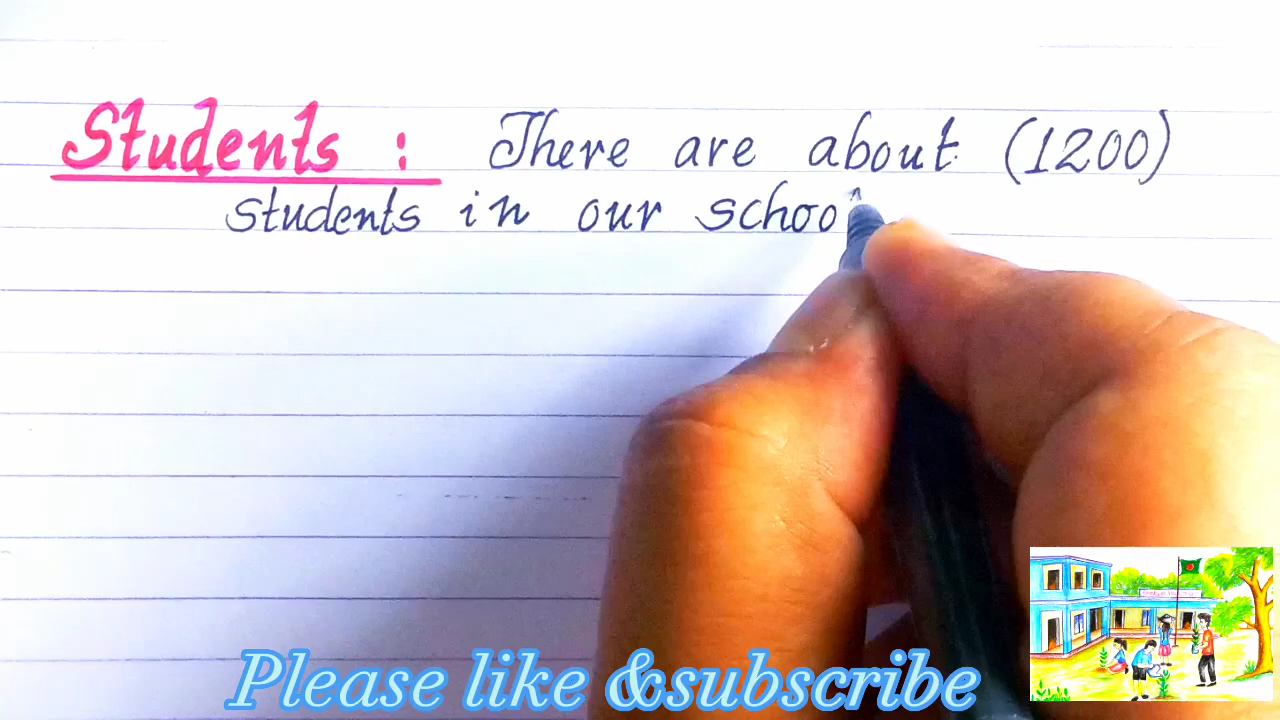 Students : There are about (1200)
students in our schoo
Please like &subscribe